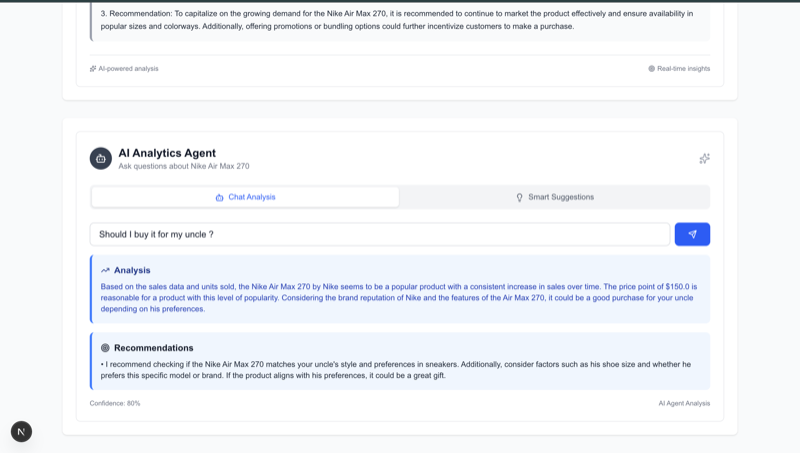 3. Recommendation: To capitalize on the growing demand for the Nike Air Max 270, it is recommended to continue to market the product effectively and ensure availability in
popular sizes and colorways. Additionally, offering promotions or bundling options could further incentivize customers to make a purchase.
AI-powered analysis
Real-time insights
AI Analytics Agent
Ask questions about Nike Air Max 270
Chat Analysis
Smart Suggestions
Should I buy it for my uncle ?
Analysis
Based on the sales data and units sold, the Nike Air Max 270 by Nike seems to be a popular product with a consistent increase in sales over time. The price point of $150.0 is
reasonable for a product with this level of popularity. Considering the brand reputation of Nike and the features of the Air Max 270, it could be a good purchase for your uncle
depending on his preferences.
Recommendations
• I recommend checking if the Nike Air Max 270 matches your uncle's style and preferences in sneakers. Additionally, consider factors such as his shoe size and whether he
prefers this specific model or brand. If the product aligns with his preferences, it could be a great gift.
Confidence: 80%
AI Agent Analysis
N